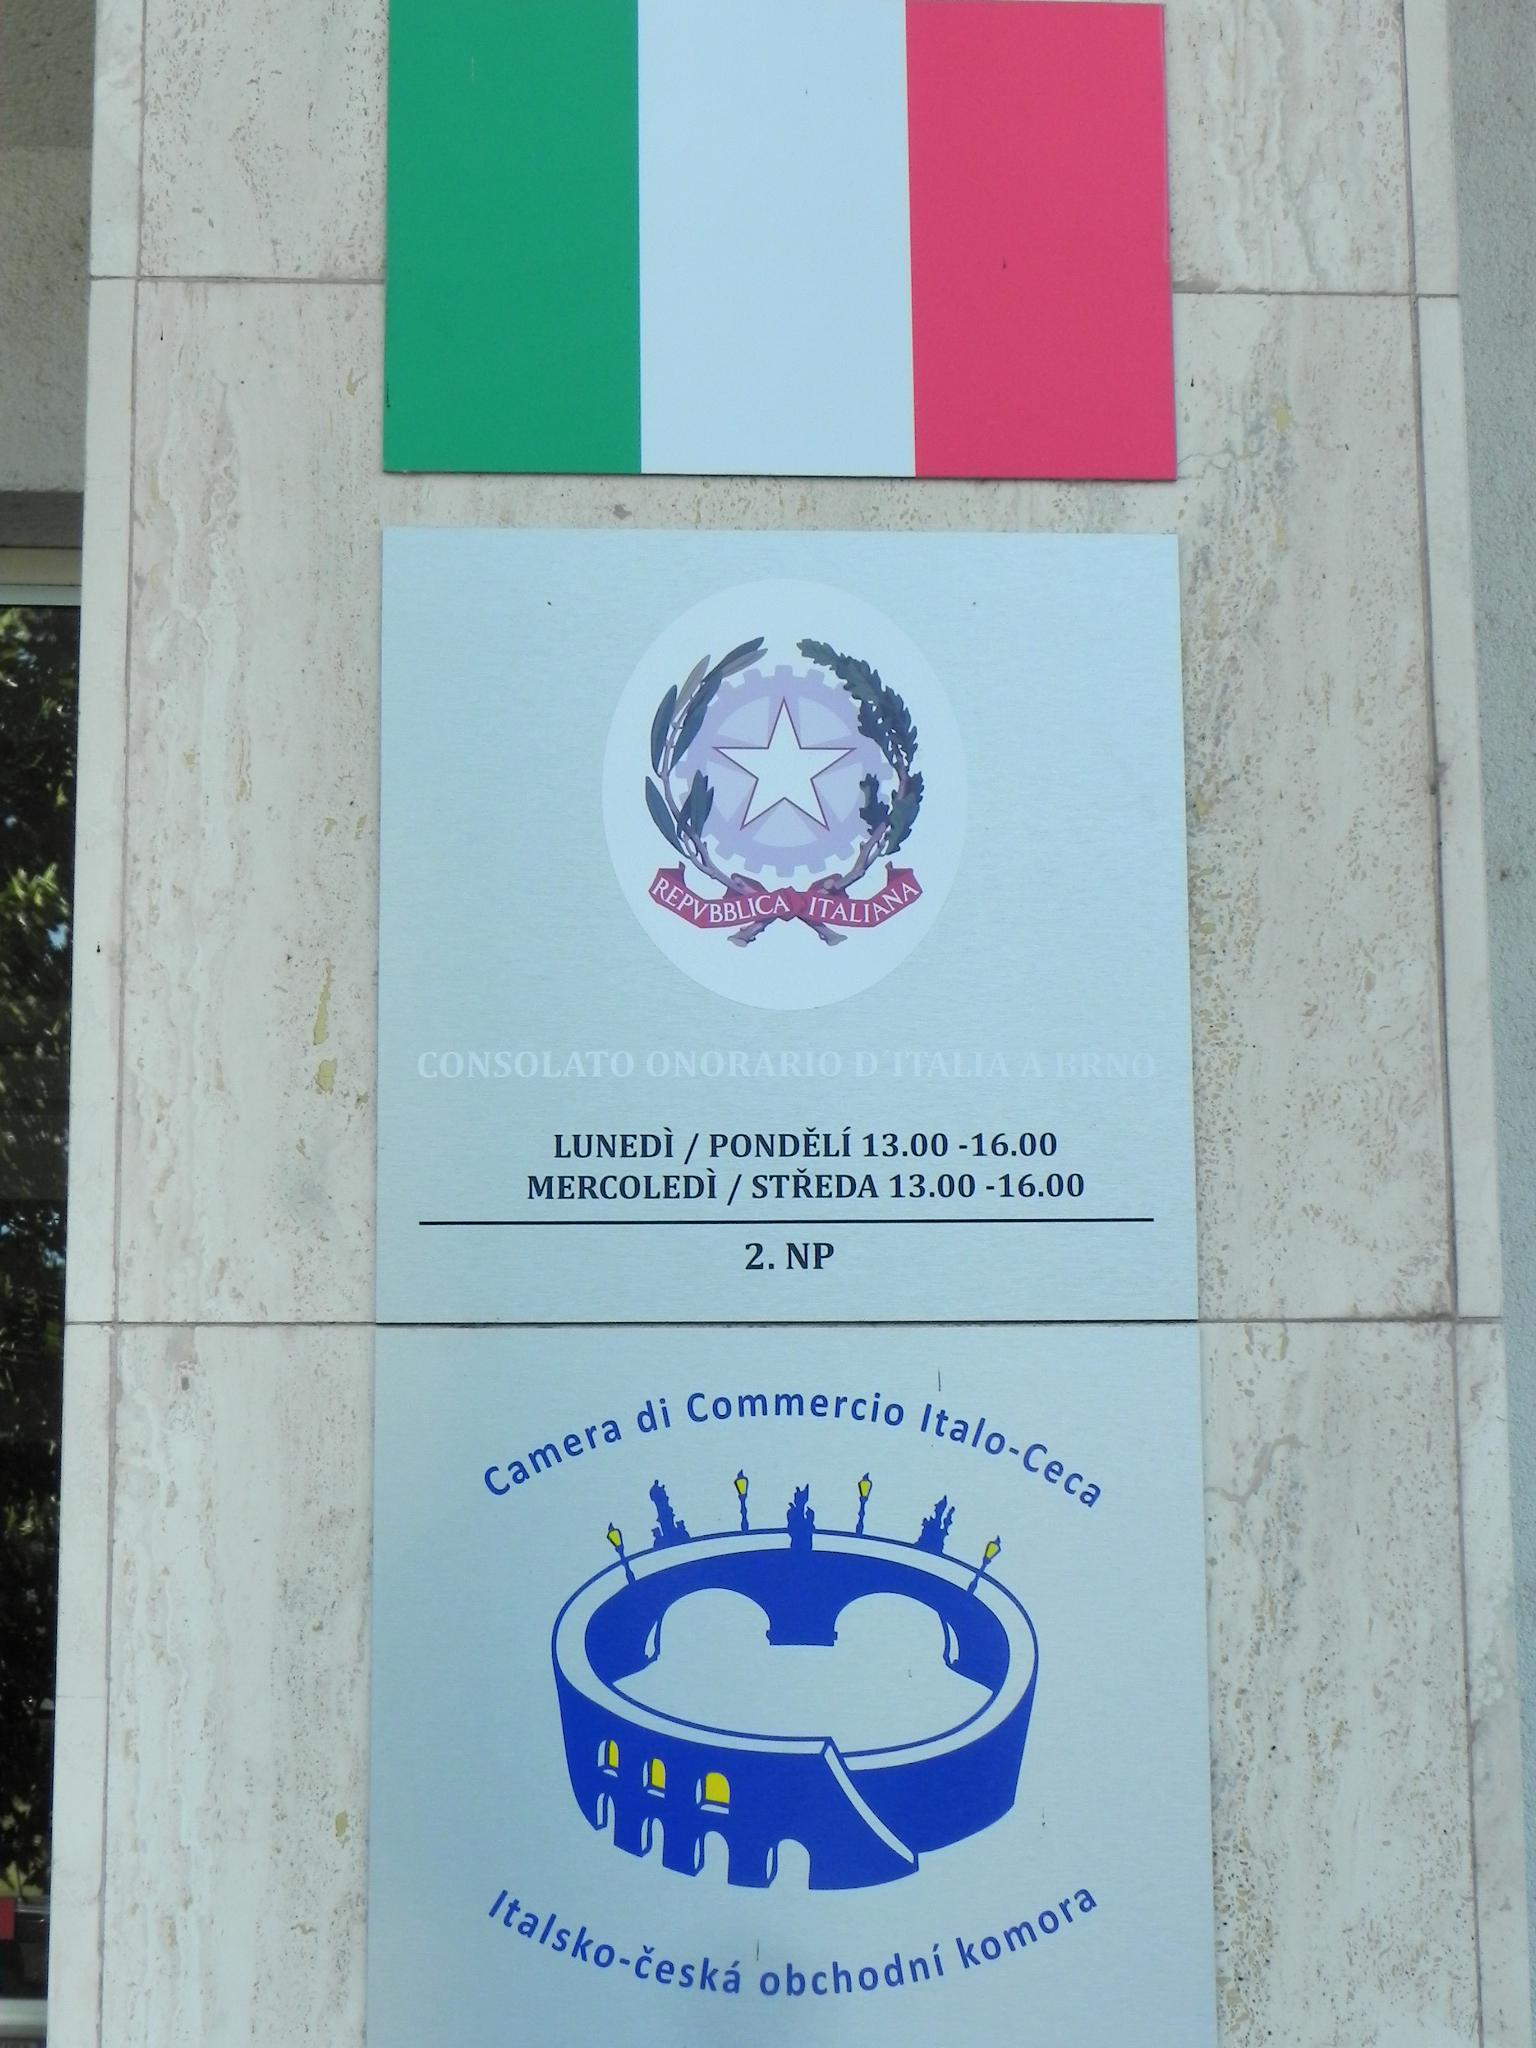 REPVBBLICA ITALIANA
CONSOLATO ONORARIO D´ITALIA A BRNO
LUNEDÌ / PONDĚLÍ 13.00 -16.00
MERCOLEDÌ / STŘEDA 13.00 -16.00
2. NP
Camera di Commercio Italo-Ceca
Italsko-česká obchodní komora